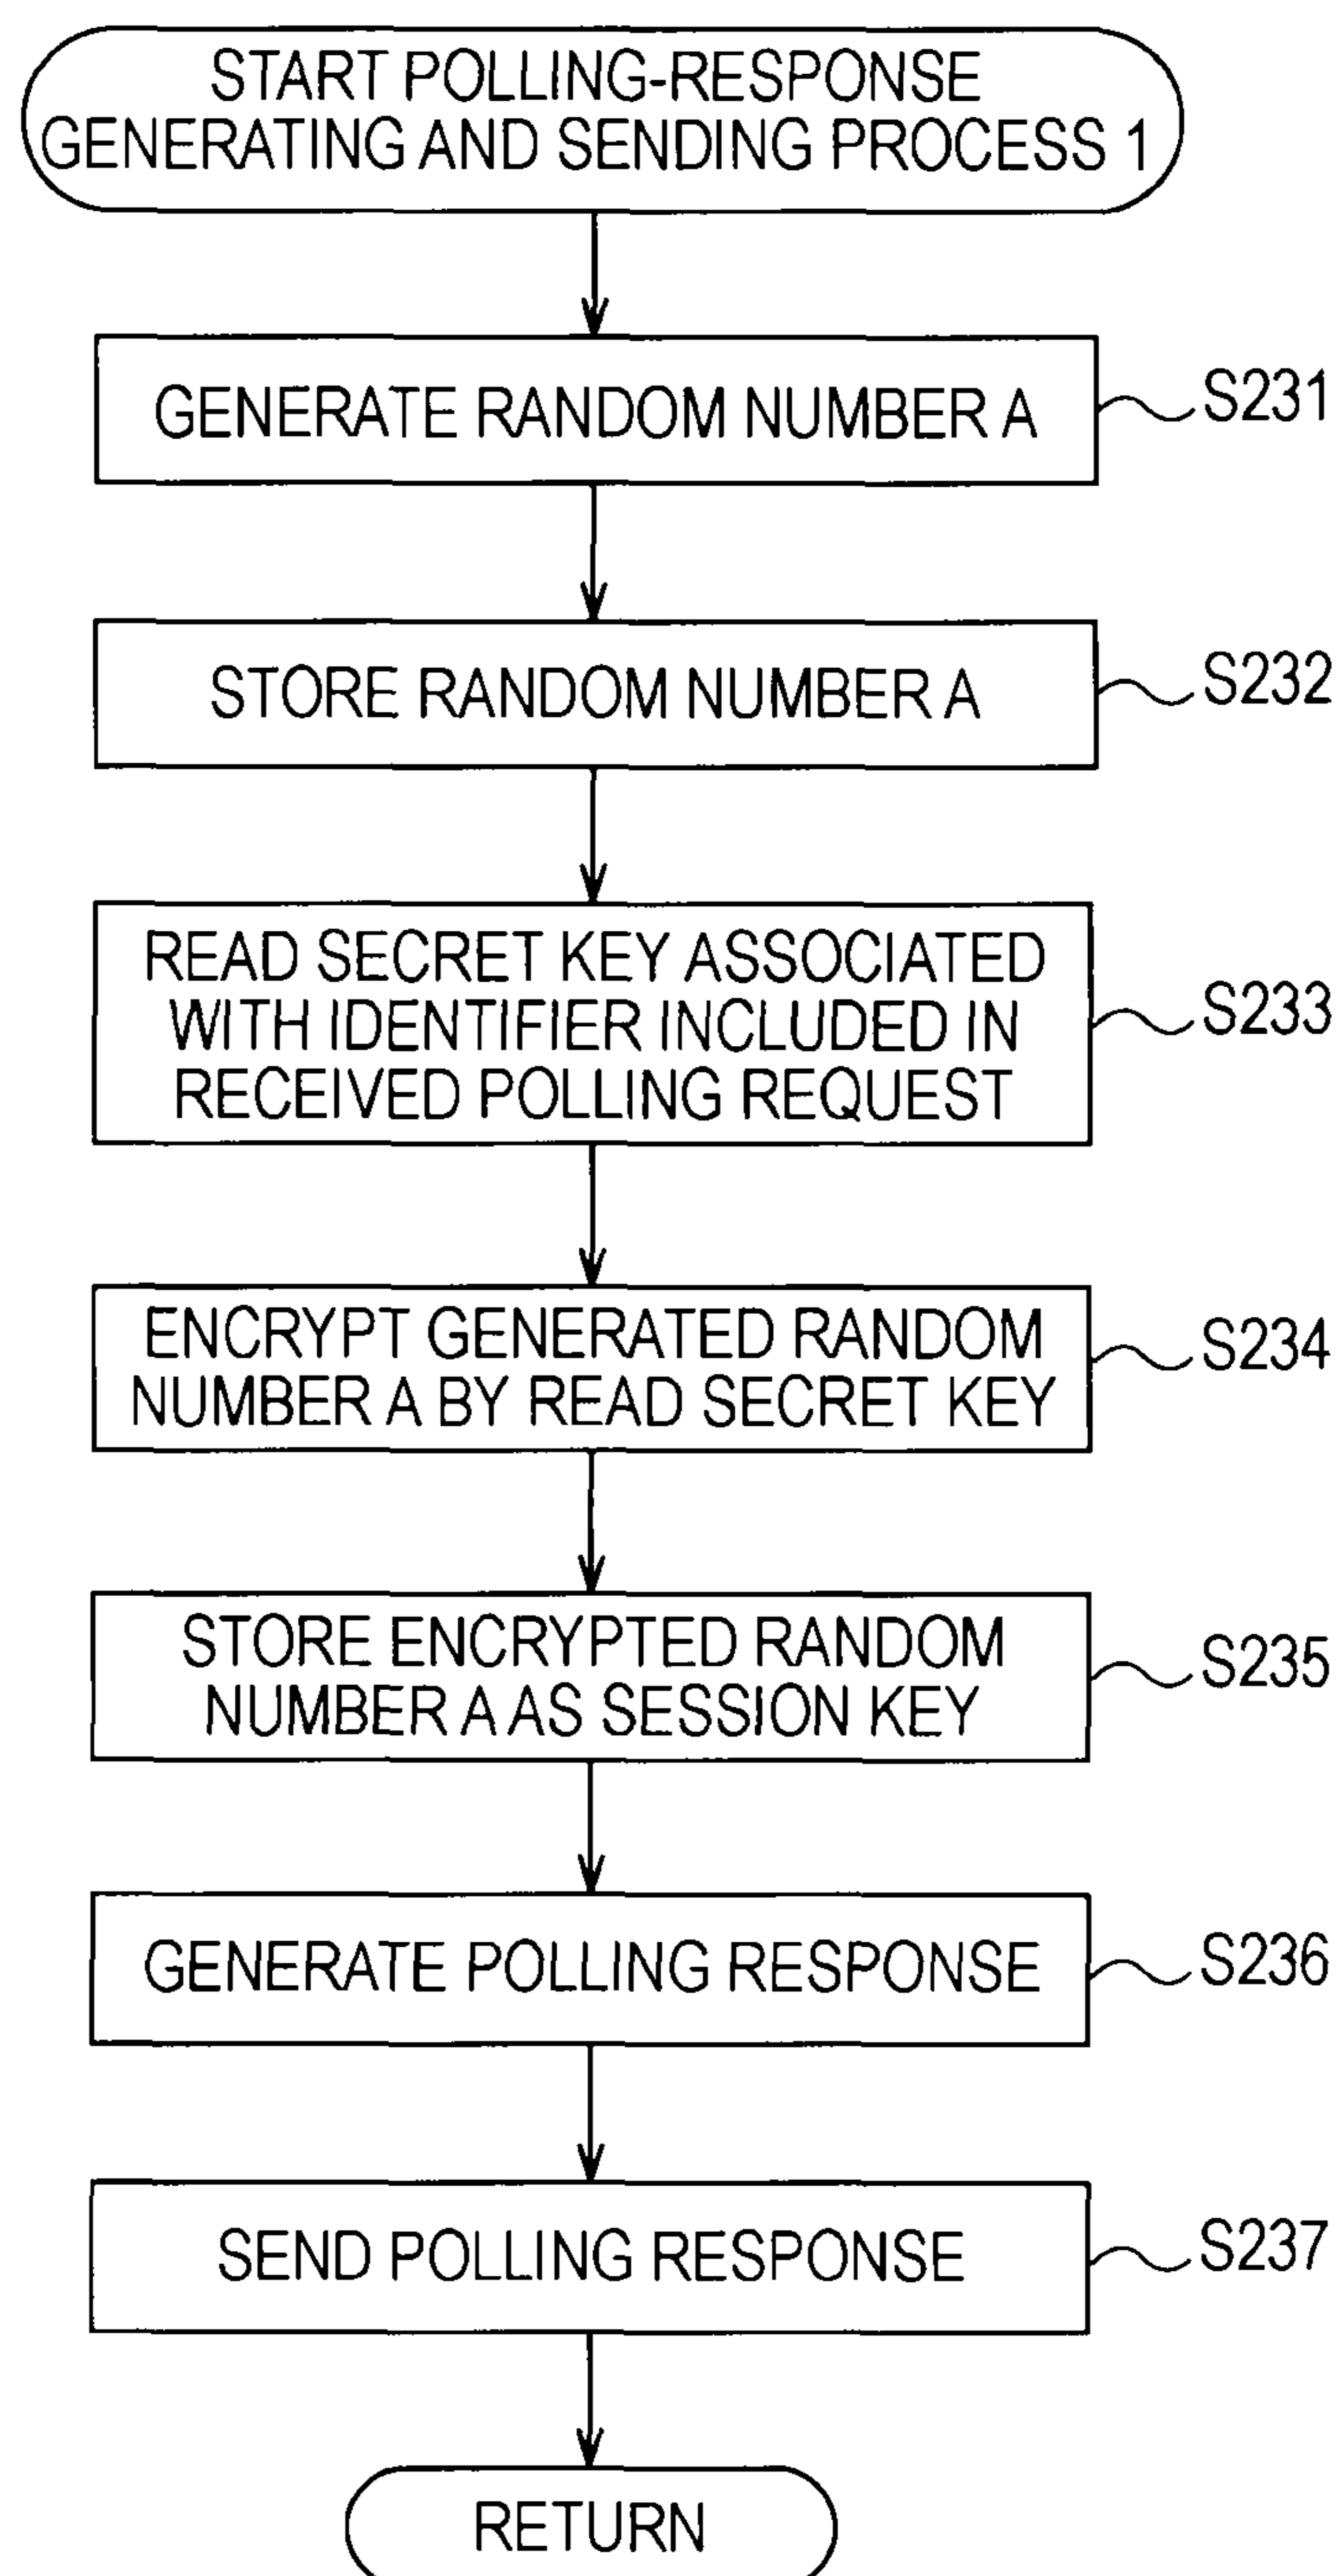 START POLLING-RESPONSE
GENERATING AND SENDING PROCESS 1
GENERATE RANDOM NUMBER A
S231
STORE RANDOM NUMBER A
S232
READ SECRET KEY ASSOCIATED
WITH IDENTIFIER INCLUDED IN
RECEIVED POLLING REQUEST
S233
ENCRYPT GENERATED RANDOM
NUMBER A BY READ SECRET KEY
S234
STORE ENCRYPTED RANDOM
NUMBER A AS SESSION KEY
S235
GENERATE POLLING RESPONSE
S236
SEND POLLING RESPONSE
S237
RETURN